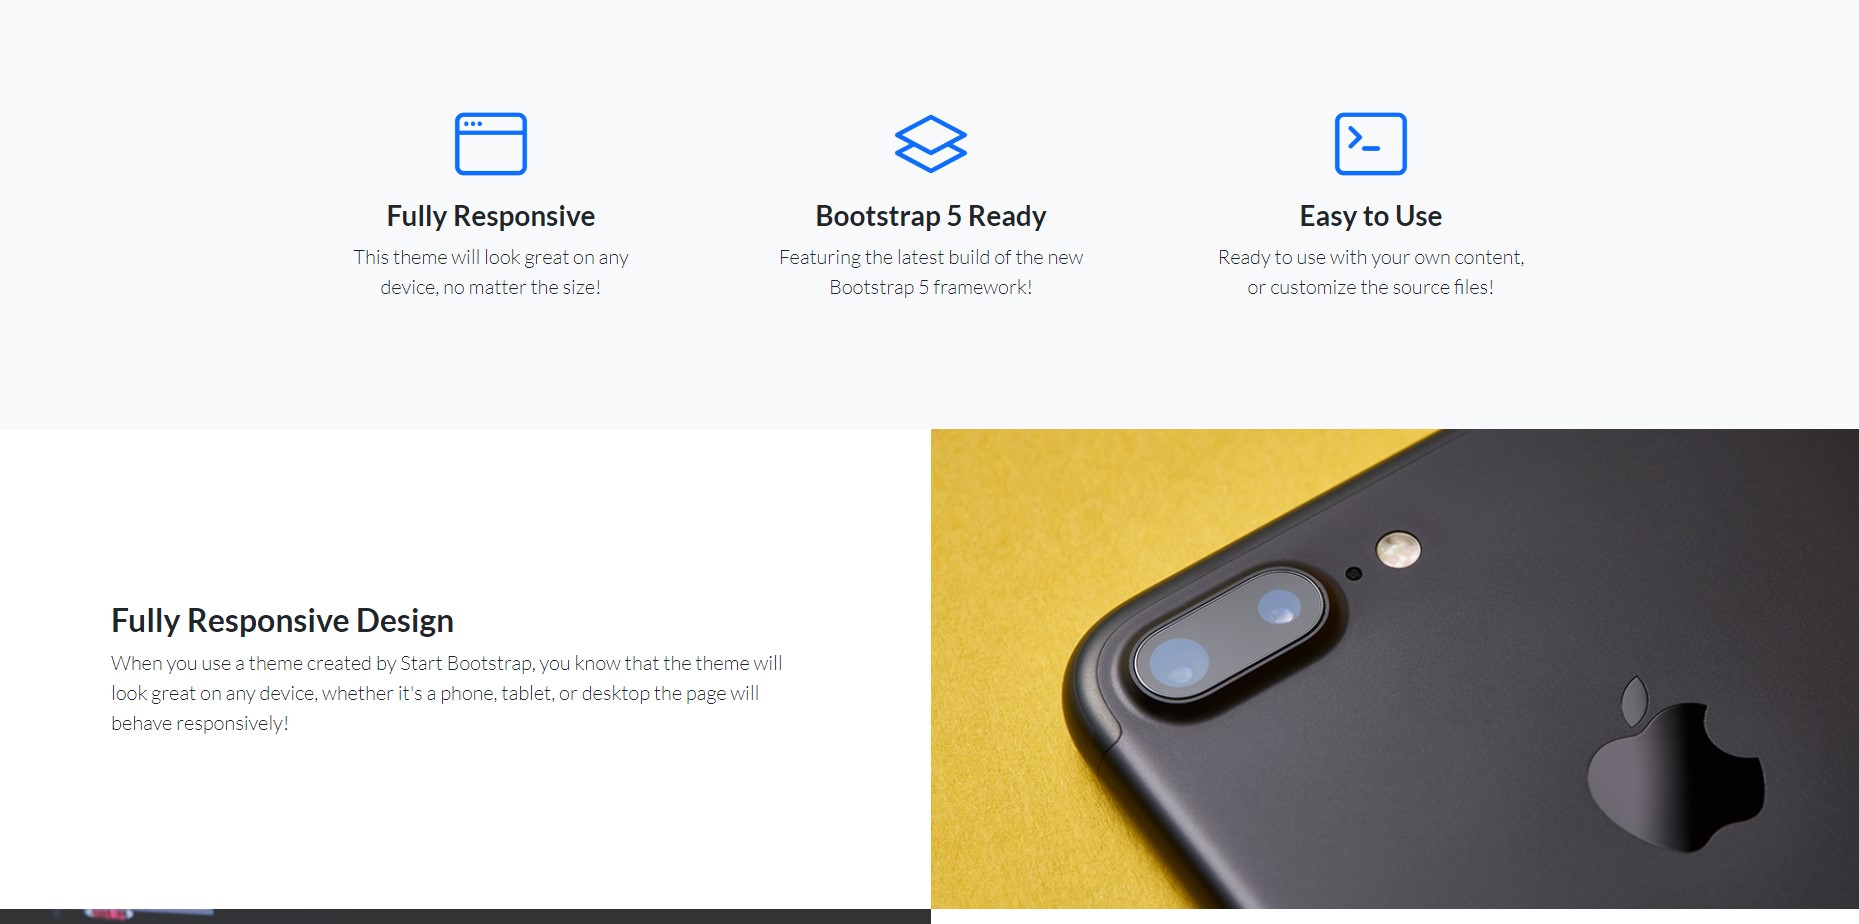 Fully Responsive
This theme will look great on any
device, no matter the size!
Bootstrap 5 Ready
Featuring the latest build of the new
Bootstrap 5 framework!
Easy to Use
Ready to use with your own content,
or customize the source files!
Fully Responsive Design
When you use a theme created by Start Bootstrap, you know that the theme will
look great on any device, whether it's a phone, tablet, or desktop the page will
behave responsively!